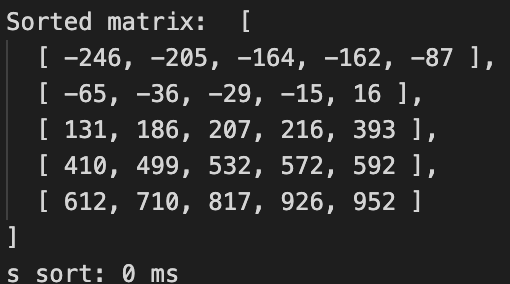 Sorted matrix:  [
  [ -246, -205, -164, -162, -87 ],
  [ -65, -36, -29, -15, 16 ],
  [ 131, 186, 207, 216, 393 ],
  [ 410, 499, 532, 572, 592 ],
  [ 612, 710, 817, 926, 952 ]
]
s sort: 0 ms